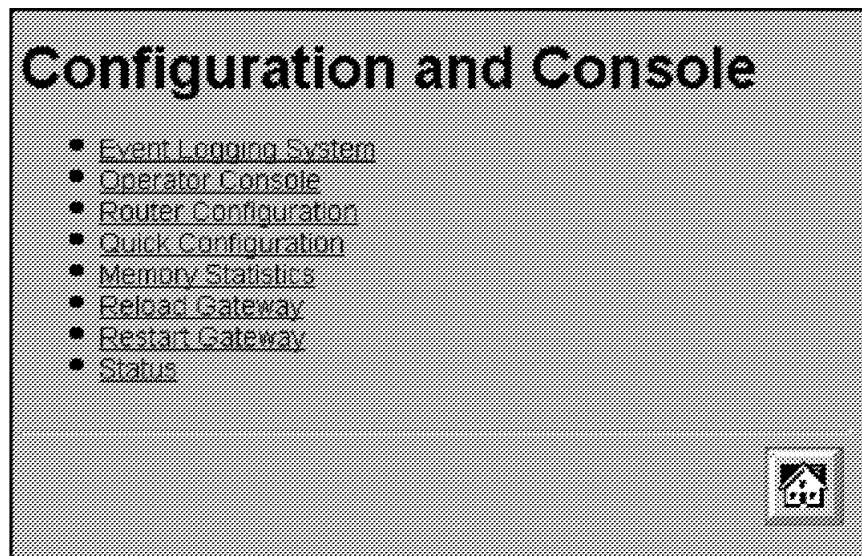 Configuration and Console
Event Logging System
Operator Console
Router Configuration
Quick Configuration
Memory Statistics
Reload Gateway
Restart Gateway
Status